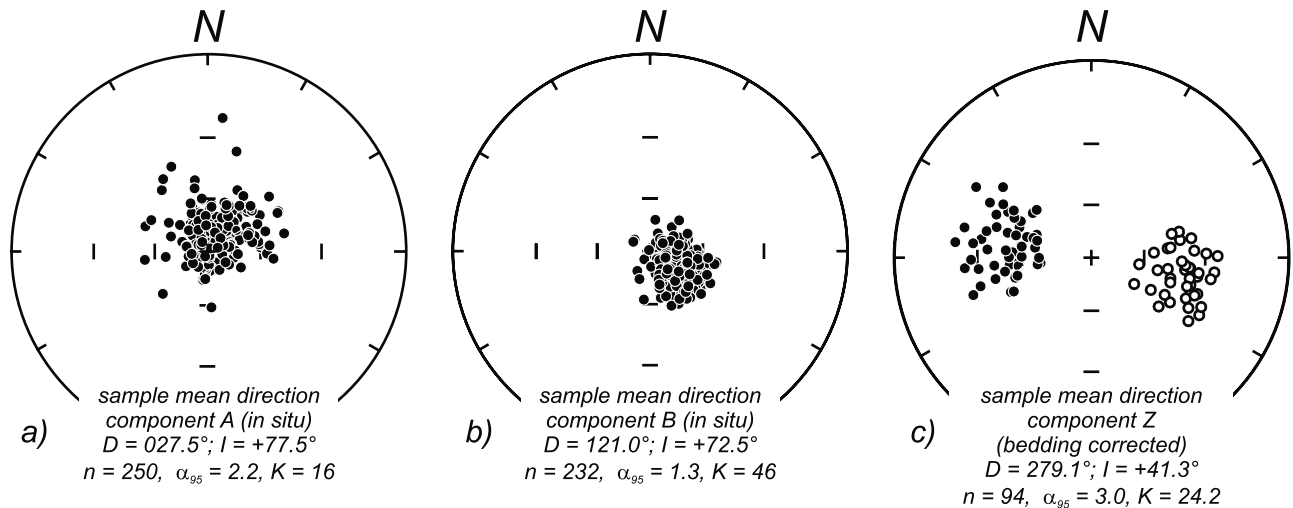 N
sample mean direction
component A (in situ)
D = 027.5°; I = +77.5°
n = 250, α95 = 2.2, K = 16
a)
N
sample mean direction
component B (in situ)
D = 121.0°; I = +72.5°
n = 232, α95 = 1.3, K = 46
b)
N
sample mean direction
component Z
(bedding corrected)
D = 279.1°; I = +41.3°
n = 94, α95 = 3.0, K = 24.2
c)